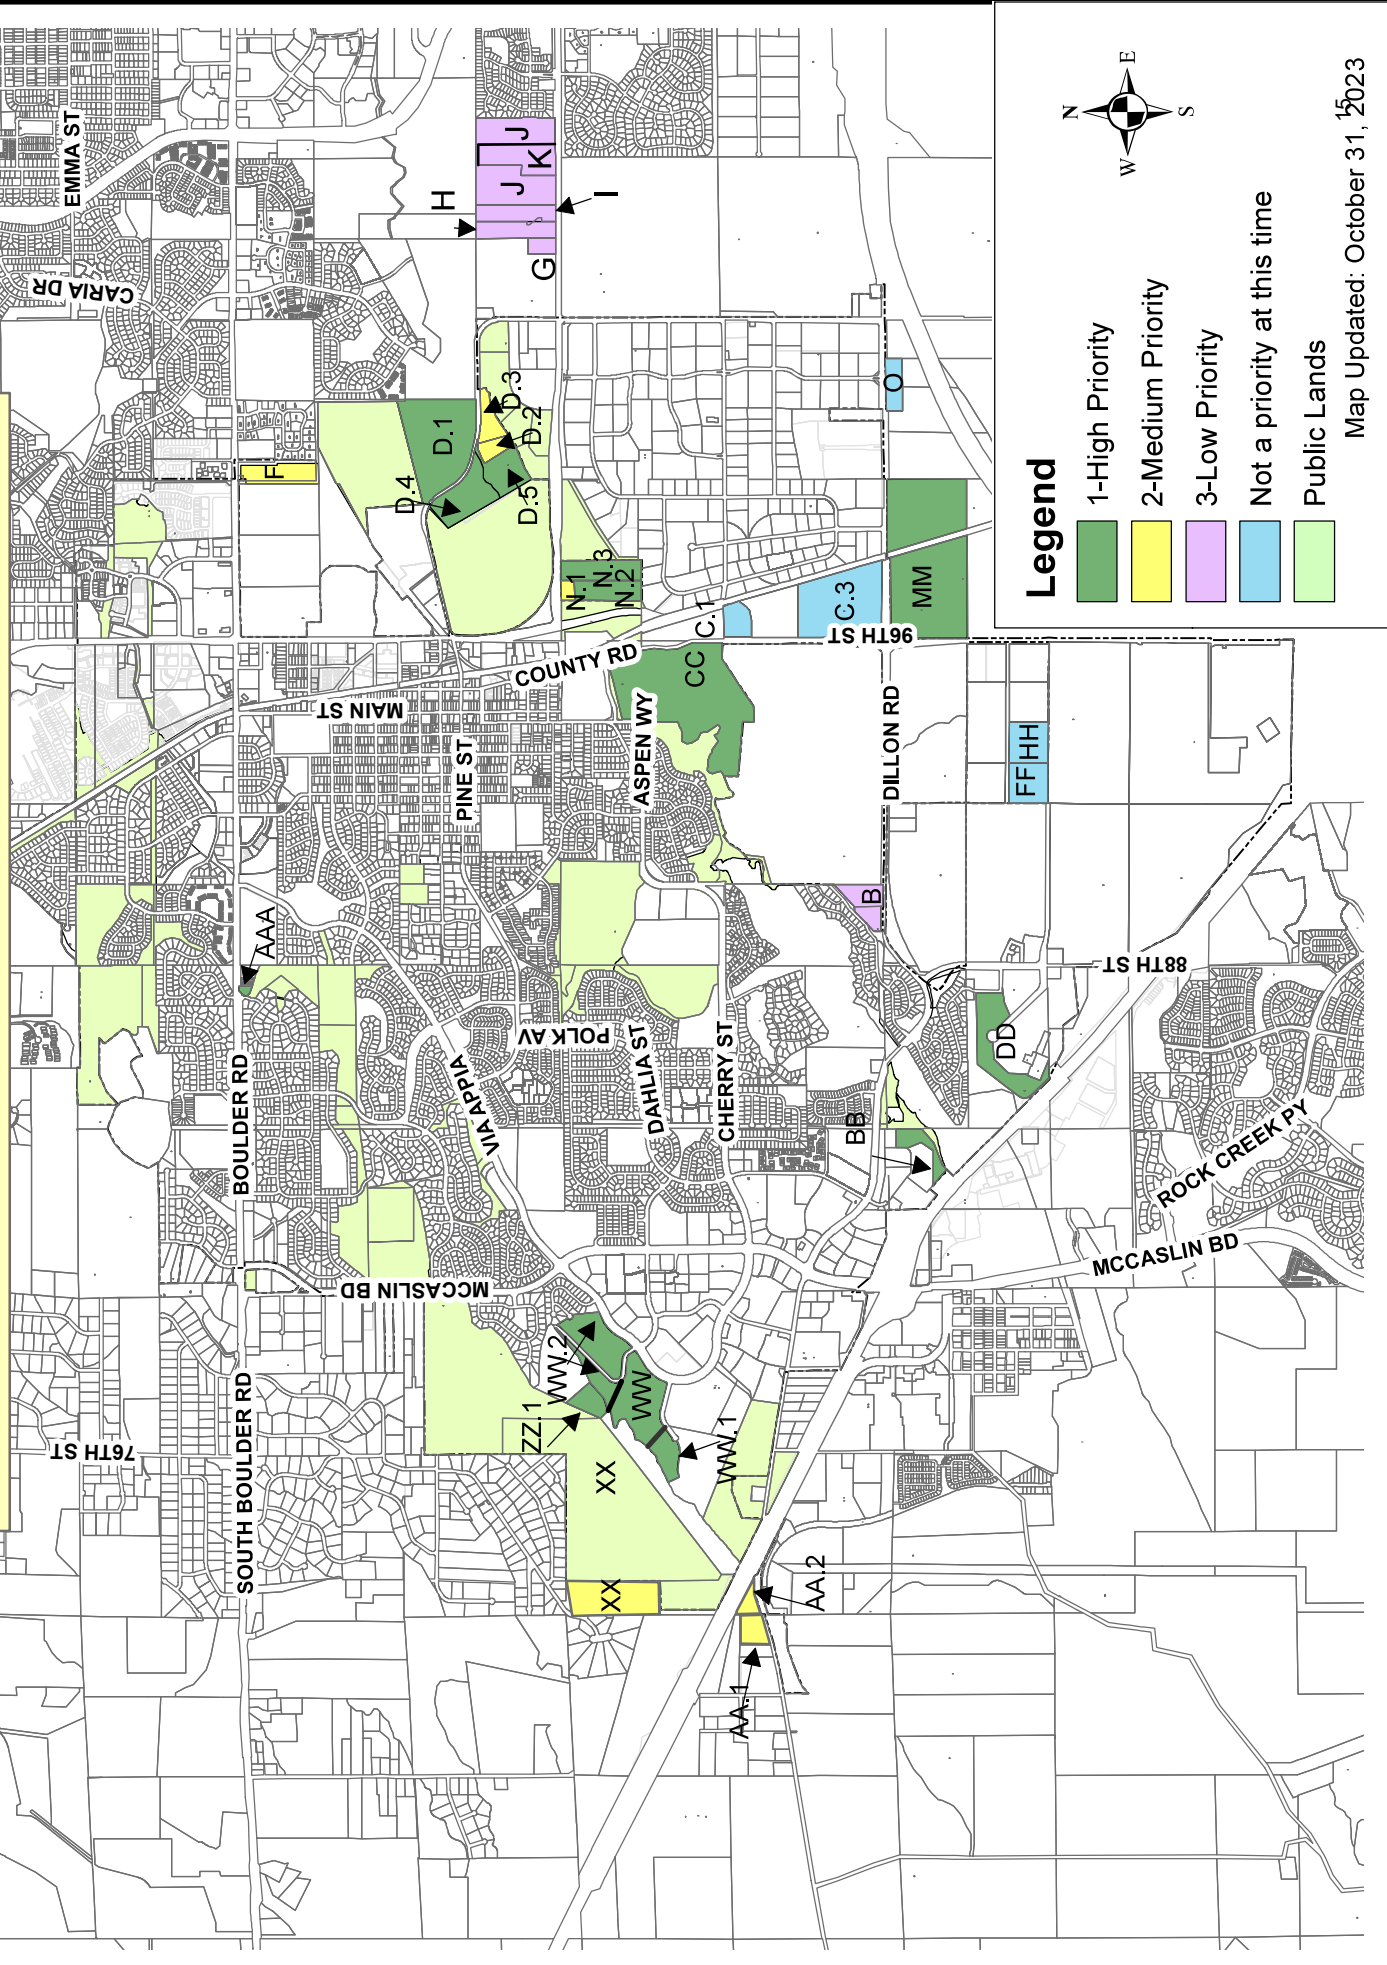 EMMA ST
CARIA DR
H
J
K
J
I
G
F
D.1
D.3
D.2
D.4
D.5
N.1
N.3
N.2
C.1
C.3
O
MM
96TH ST
COUNTY RD
MAIN ST
CC
ASPEN WY
PINE ST
DILLON RD
FF
HH
B
AAA
88TH ST
POLK AV
DAHLIA ST
CHERRY ST
VIA APPIA
BOULDER RD
DD
BB
ROCK CREEK PY
MCCASLIN BD
MCCASLIN BD
WW.2
ZZ.1
WW
WW.1
XX
76TH ST
SOUTH BOULDER RD
XX
AA.2
AA.1
N
W
E
S
Legend
1-High Priority
2-Medium Priority
3-Low Priority
Not a priority at this time
Public Lands
Map Updated: October 31, 2023
15